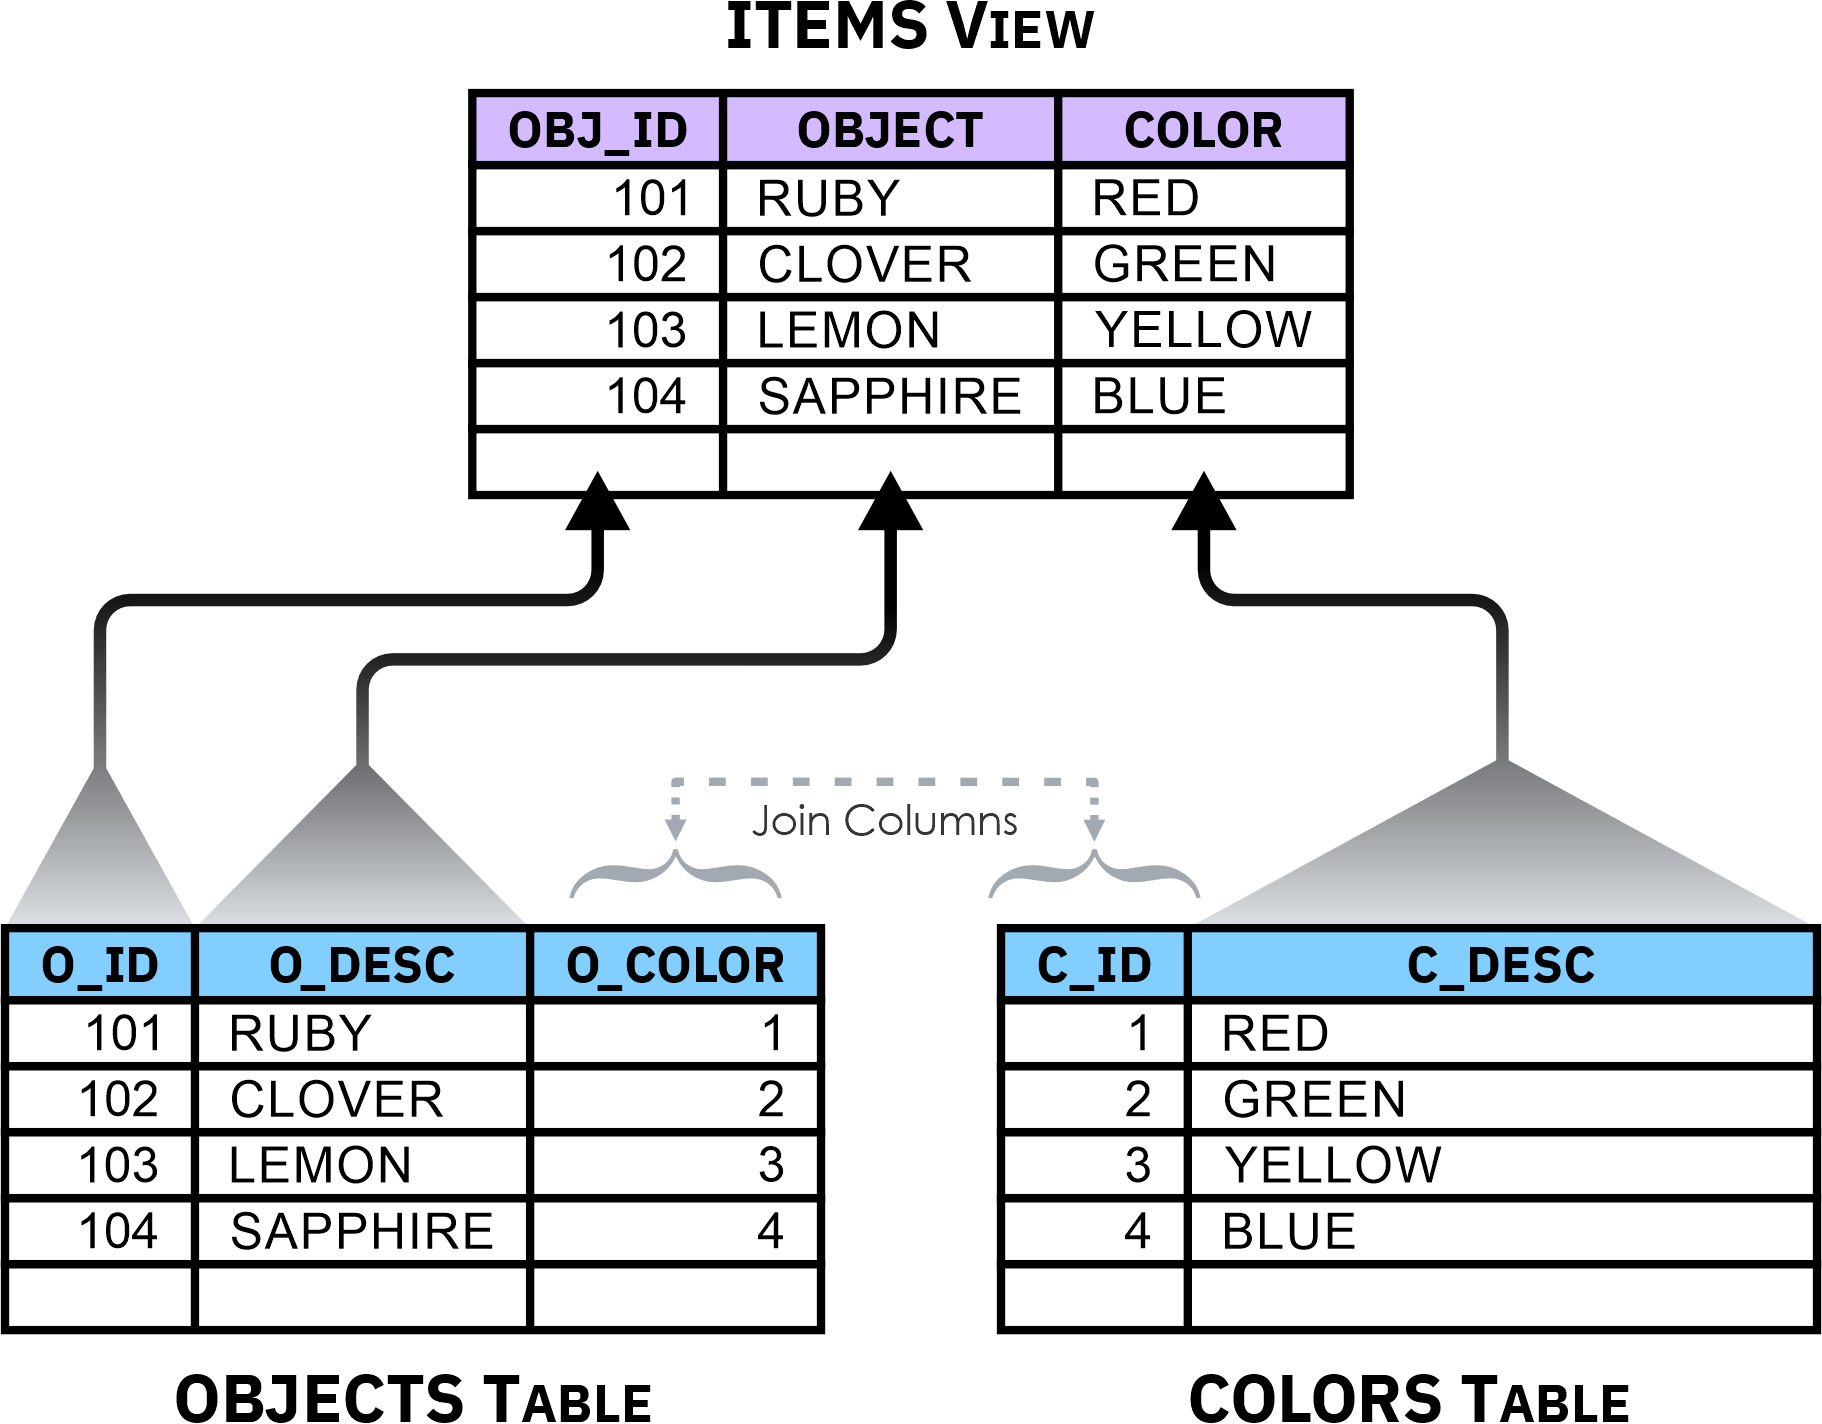 ITEMS VIEW
OBJ_ID OBJECT COLOR
101 RUBY RED
102 CLOVER GREEN
103 LEMON YELLOW
104 SAPPHIRE BLUE
Join Columns
O_ID O_DESC O_COLOR
101 RUBY 1
102 CLOVER 2
103 LEMON 3
104 SAPPHIRE 4
OBJECTS TABLE
C_ID C_DESC
1 RED
2 GREEN
3 YELLOW
4 BLUE
COLORS TABLE